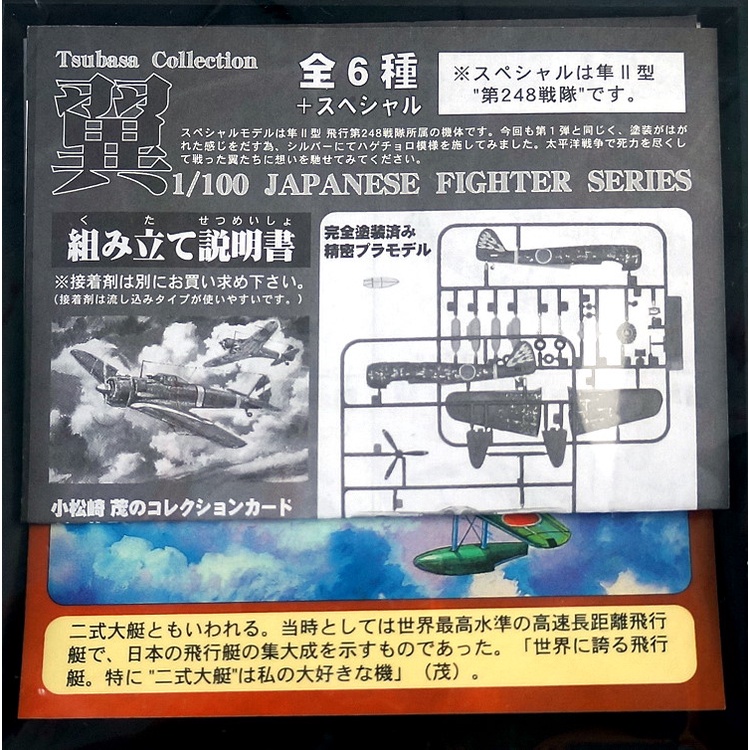 Tsubasa Collection
翼
全6種
+スペシャル
※スペシャルは隼Ⅱ型
"第248戦隊"です。
スペシャルモデルは隼Ⅱ型 飛行第248戦隊所属の機体です。今回も第1弾と同じく、塗装がはが
れた感じをだす為、シルバーにてハゲチョロ模様を施してみました。太平洋戦争で死力を尽くし
て戦った翼たちに想いを馳せてみてください。
1/100 JAPANESE FIGHTER SERIES
く た せつめいしょ
組み立て説明書
※接着剤は別にお買い求め下さい。
(接着剤は流し込みタイプが使いやすいです。)
完全塗装済み
精密プラモデル
小松崎 茂のコレクションカード
二式大艇ともいわれる。当時としては世界最高水準の高速長距離飛行
艇で、日本の飛行艇の集大成を示すものであった。「世界に誇る飛行
艇。特に "二式大艇"は私の大好きな機」(茂)。